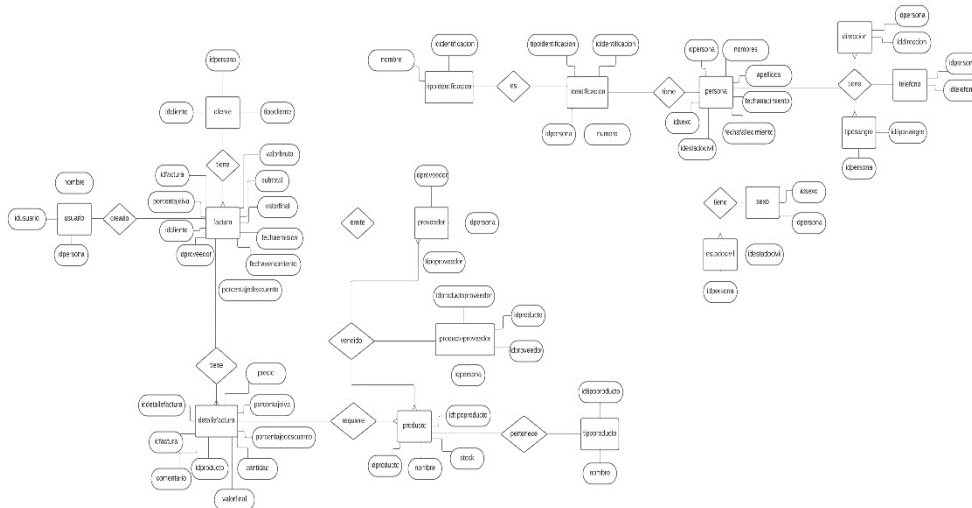 idpersona
cliente
idcliente
tipocliente
tiene
idfactura
valorbruto
subtotal
porcentajeiva
valorfinal
nombre
idusuario
usuario
creado
factura
idcliente
fechaemision
idproveedor
fechavencimiento
idpersona
porcentajedescuento
tiene
precio
iddetallefactura
porcentajeiva
detallefactura
idfactura
porcentajedescuento
comentario
idproducto
cantidad
valorfinal
nombre
ididentificacion
tipoidentificacion
es
tipoidentificacion
ididentificacion
identificacion
idpersona
numero
tiene
idpersona
nombres
apellidos
persona
fechanacimiento
idsexo
fechafallecimiento
idestadocivil
idpersona
direccion
iddireccion
tiene
telefono
idpersona
idtelefono
tiposangre
idtiposangre
idpersona
tiene
sexo
idsexo
idpersona
estadocivil
idestadocivil
idpersona
idproveedor
emite
proveedor
idpersona
tipoproveedor
idproductoproveedor
vendido
productoproveedor
idproducto
idproveedor
idpersona
requiere
producto
idtipoproducto
idproducto
nombre
stock
pertenece
idtipoproducto
tipoproducto
nombre